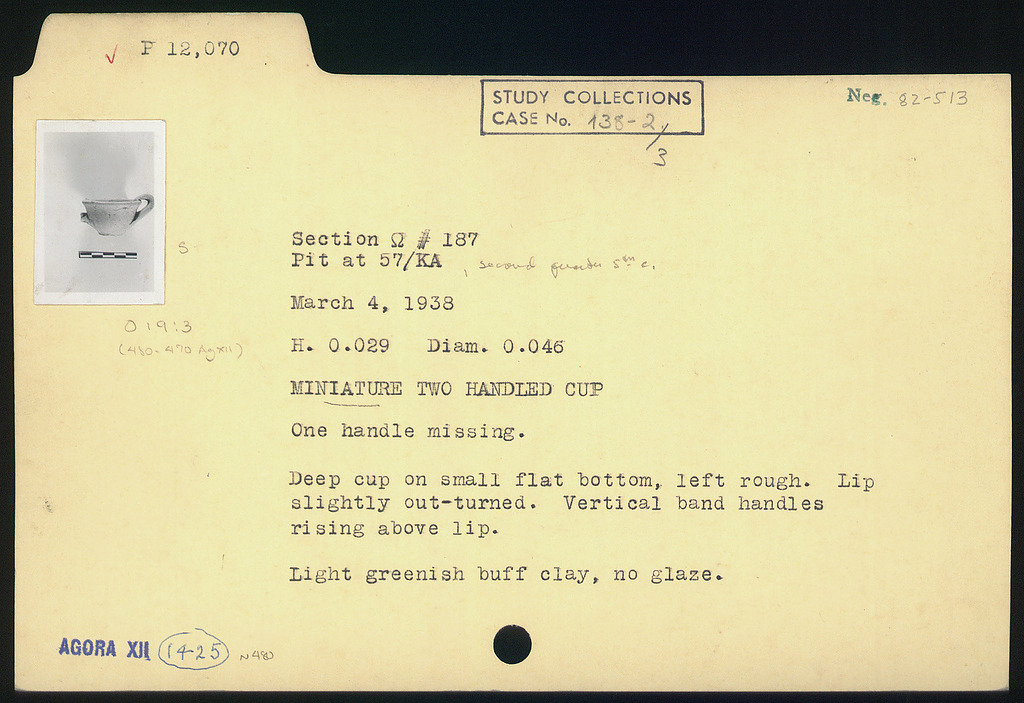 ✓ P 12,070
STUDY COLLECTIONS
CASE No. 138-2/3
Neg. 82-513
Section Ω # 187
Pit at 57/KA , second quarter 5th c.
S
March 4, 1938
O 19:3
(480-470 Ag XII)
H. 0.029 Diam. 0.046
MINIATURE TWO HANDLED CUP
One handle missing.
Deep cup on small flat bottom, left rough. Lip
slightly out-turned. Vertical band handles
rising above lip.
Light greenish buff clay, no glaze.
AGORA XII 1425 N 480